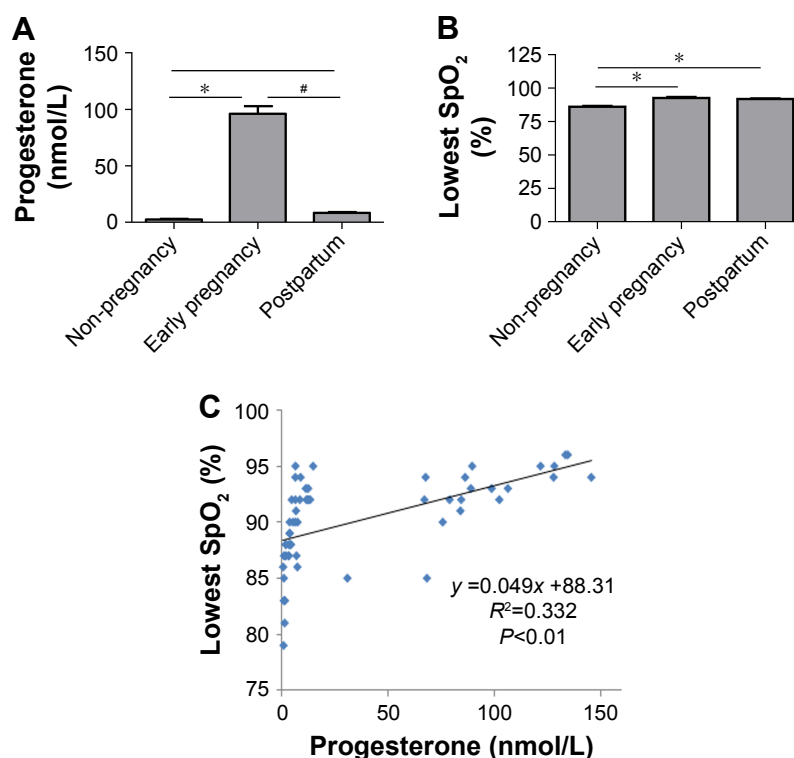 A
Progesterone
(nmol/L)
150
100
50
0
*
#
Non-pregnancy
Early pregnancy
Postpartum
B
Lowest SpO₂
(%)
125
100
75
50
25
0
*
*
Non-pregnancy
Early pregnancy
Postpartum
C
Lowest SpO₂ (%)
100
95
90
85
80
75
y=0.049x +88.31
R²=0.332
P<0.01
0
50
100
150
Progesterone (nmol/L)